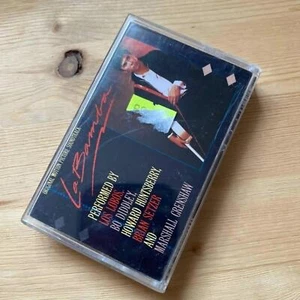 ORIGINAL MOTION PICTURE SOUNDTRACK
La Bamba
PERFORMED BY
LOS LOBOS,
BO DIDDLEY,
HOWARD HUNTSBERRY,
BRIAN SETZER
AND
MARSHALL CRENSHAW